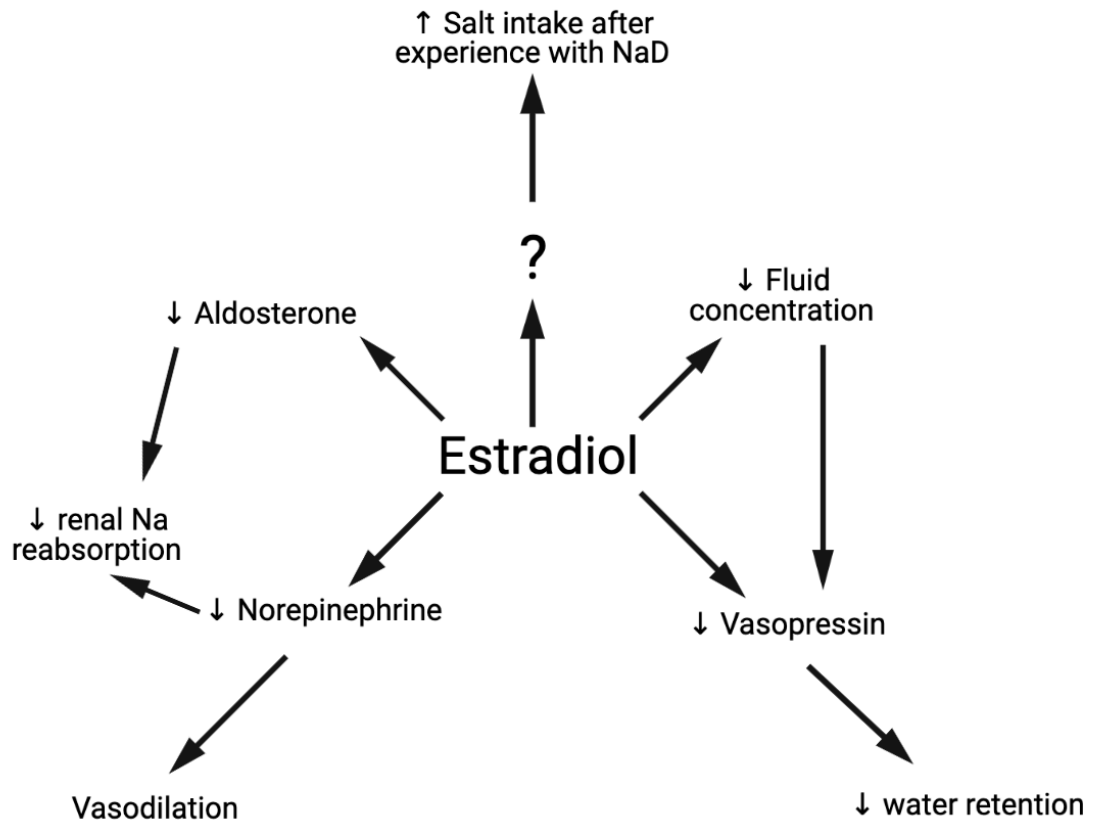 ↑ Salt intake after
experience with NaD
?
↓ Fluid
concentration
↓ Aldosterone
Estradiol
↓ renal Na
reabsorption
↓ Norepinephrine
↓ Vasopressin
Vasodilation
↓ water retention